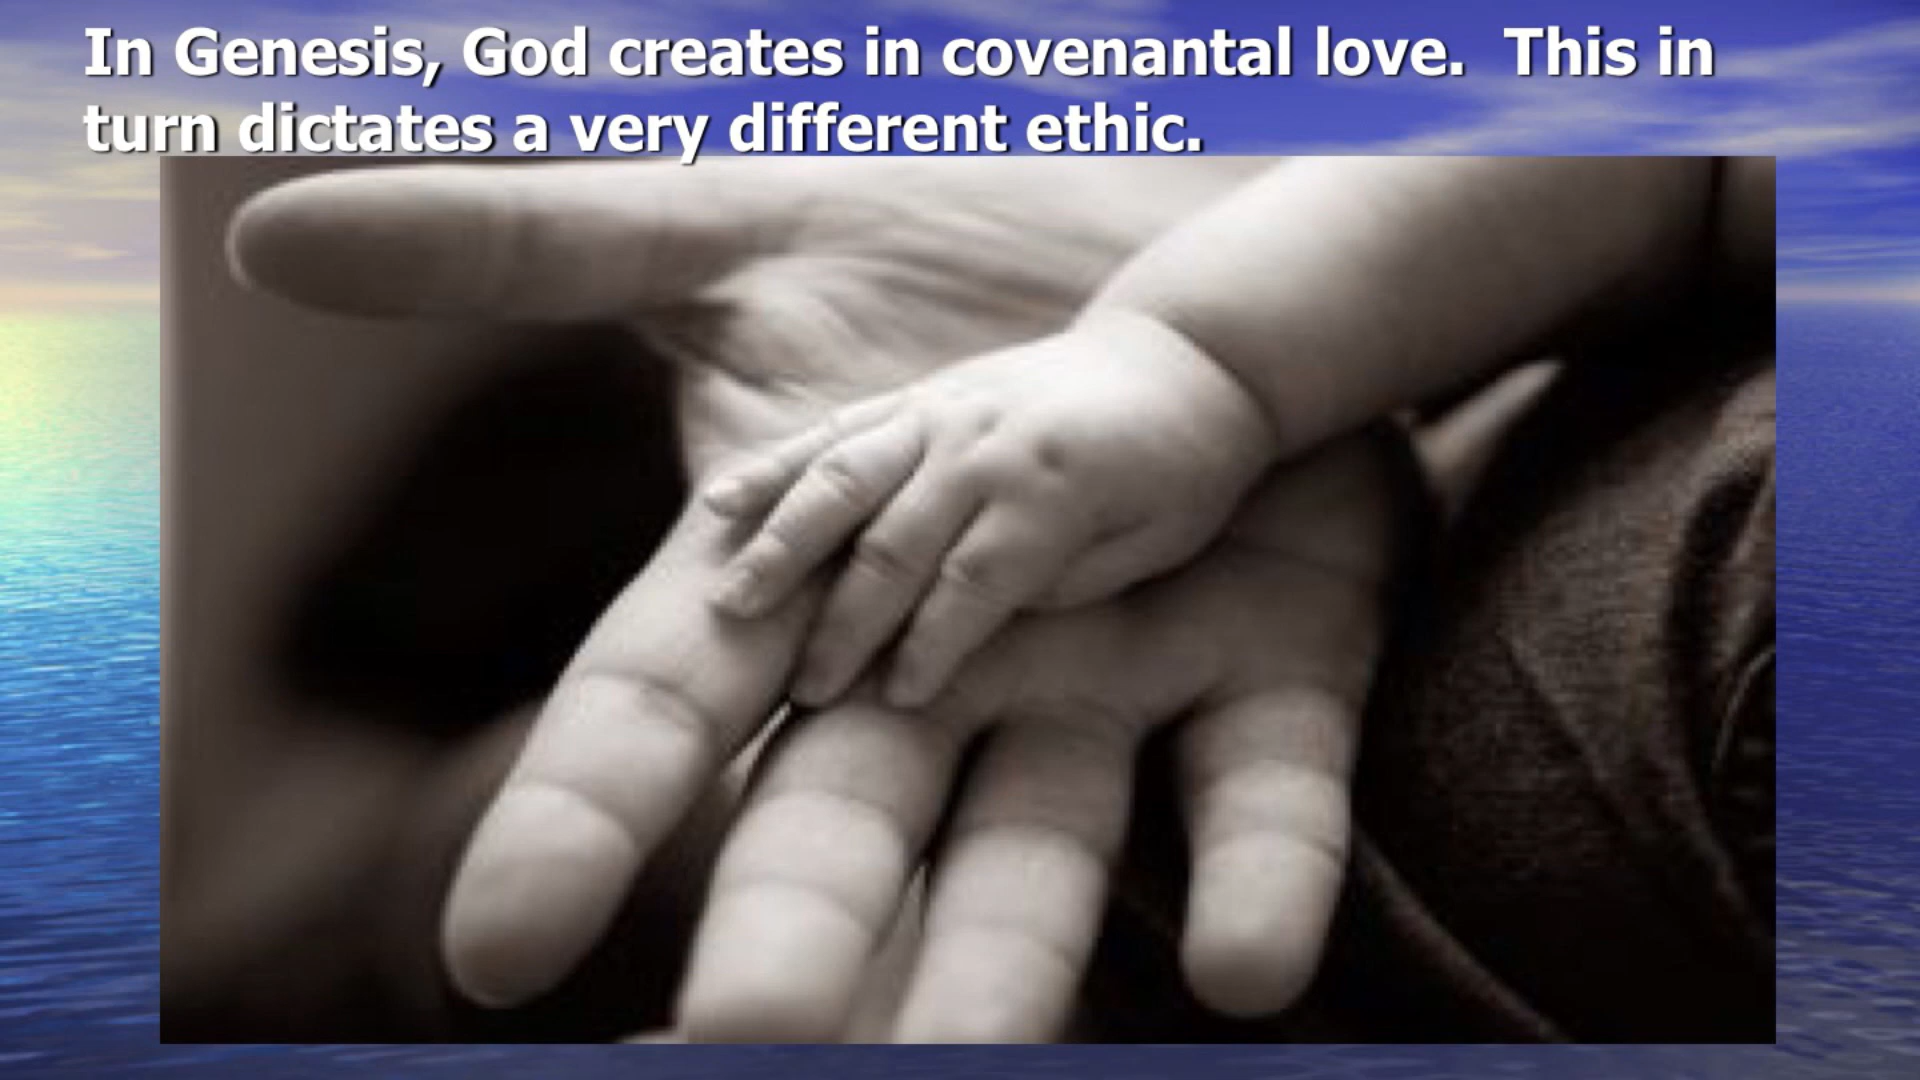 In Genesis, God creates in covenantal love.  This in
turn dictates a very different ethic.